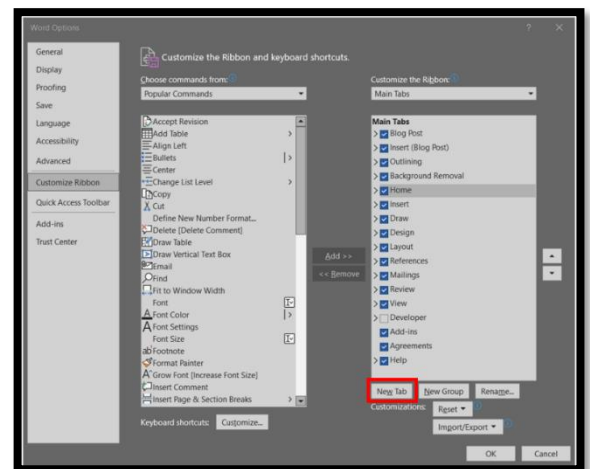 Word Options
General
Display
Proofing
Save
Language
Accessibility
Advanced
Customize Ribbon
Quick Access Toolbar
Add-ins
Trust Center
Customize the Ribbon and keyboard shortcuts.
Choose commands from:
Popular Commands
Accept Revision
Add Table
Align Left
Bullets
Center
Change List Level
Copy
Cut
Define New Number Format...
Delete [Delete Comment]
Draw Table
Draw Vertical Text Box
Email
Find
Fit to Window Width
Font
Font Color
Font Settings
Font Size
Footnote
Format Painter
Grow Font [Increase Font Size]
Insert Comment
Insert Page & Section Breaks
Keyboard shortcuts: Customize...
Add >>
<< Remove
Customize the Ribbon:
Main Tabs
Main Tabs
Blog Post
Insert (Blog Post)
Outlining
Background Removal
Home
Insert
Draw
Design
Layout
References
Mailings
Review
View
Developer
Add-ins
Agreements
Help
New Tab New Group Rename...
Customizations: Reset
Import/Export
OK Cancel